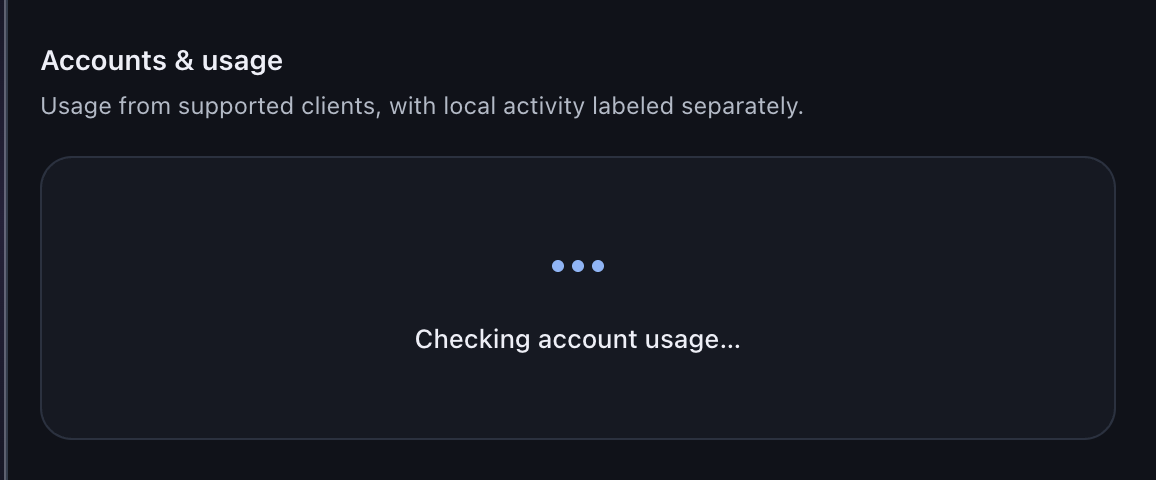 Accounts & usage
Usage from supported clients, with local activity labeled separately.
Checking account usage...